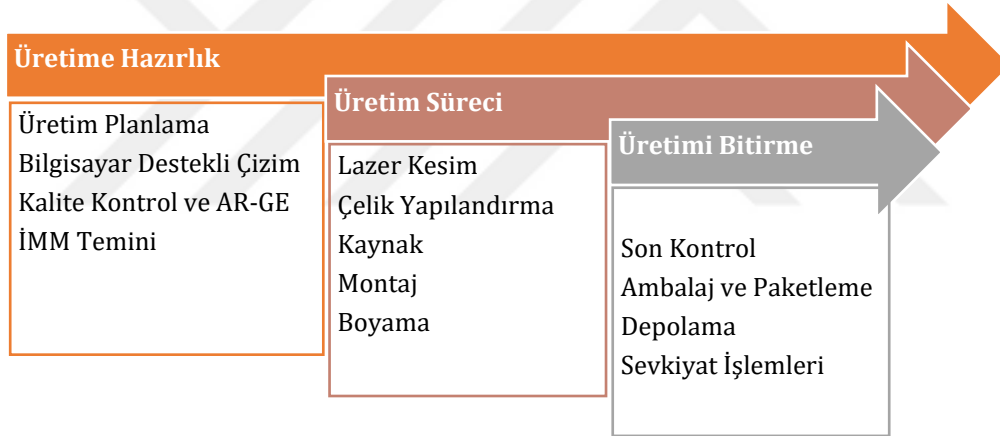 Üretime Hazırlık
Üretim Planlama
Bilgisayar Destekli Çizim
Kalite Kontrol ve AR-GE
İMM Temini
Üretim Süreci
Lazer Kesim
Çelik Yapılandırma
Kaynak
Montaj
Boyama
Üretimi Bitirme
Son Kontrol
Ambalaj ve Paketleme
Depolama
Sevkiyat İşlemleri